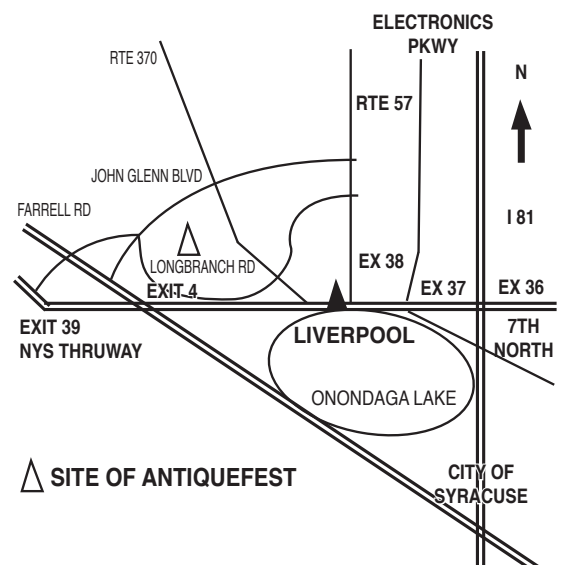 ELECTRONICS
PKWY
RTE 370
N
RTE 57
JOHN GLENN BLVD
FARRELL RD
I 81
LONGBRANCH RD
EX 38
EXIT 4
EX 37
EX 36
EXIT 39
NYS THRUWAY
LIVERPOOL
7TH
NORTH
ONONDAGA LAKE
SITE OF ANTIQUEFEST
CITY OF
SYRACUSE